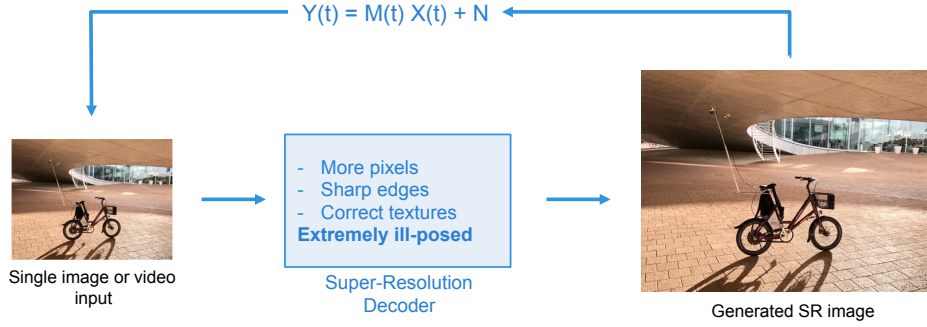 Y(t) = M(t) X(t) + N
Single image or video
input
- More pixels
- Sharp edges
- Correct textures
Extremely ill-posed
Super-Resolution
Decoder
Generated SR image